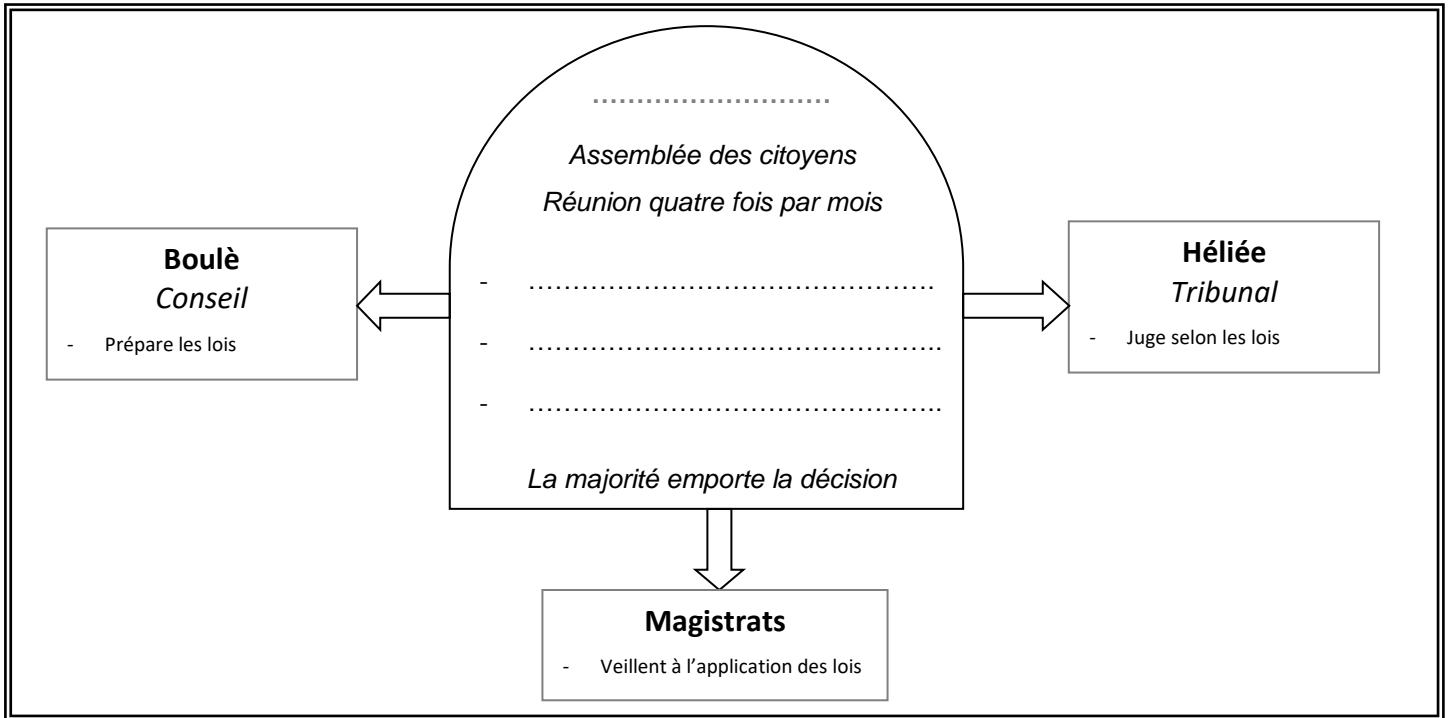 ...........................
Assemblée des citoyens
Réunion quatre fois par mois
- ……………………………………….
- ………………………………………..
- ………………………………………..
La majorité emporte la décision
Boulè
Conseil
- Prépare les lois
Héliée
Tribunal
- Juge selon les lois
Magistrats
- Veillent à l’application des lois